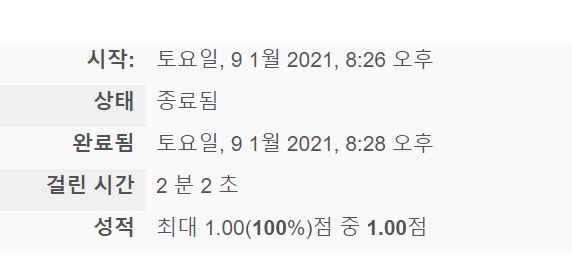 시작: 토요일, 9 1월 2021, 8:26 오후
상태 종료됨
완료됨 토요일, 9 1월 2021, 8:28 오후
걸린 시간 2 분 2 초
성적 최대 1.00(100%)점 중 1.00점